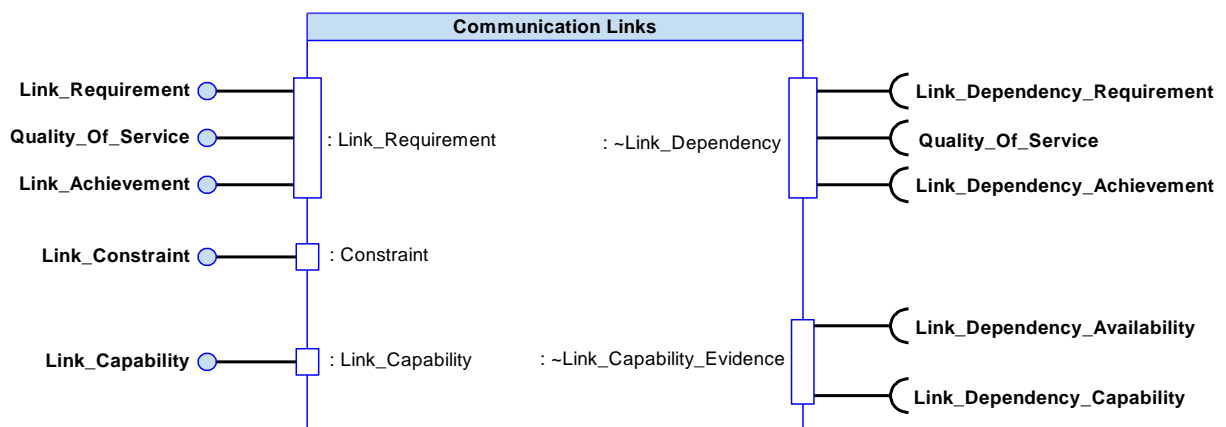 Communication Links
Link_Requirement
Quality_Of_Service
Link_Achievement
: Link_Requirement
Link_Constraint
: Constraint
Link_Capability
: Link_Capability
: ~Link_Dependency
Link_Dependency_Requirement
Quality_Of_Service
Link_Dependency_Achievement
: ~Link_Capability_Evidence
Link_Dependency_Availability
Link_Dependency_Capability